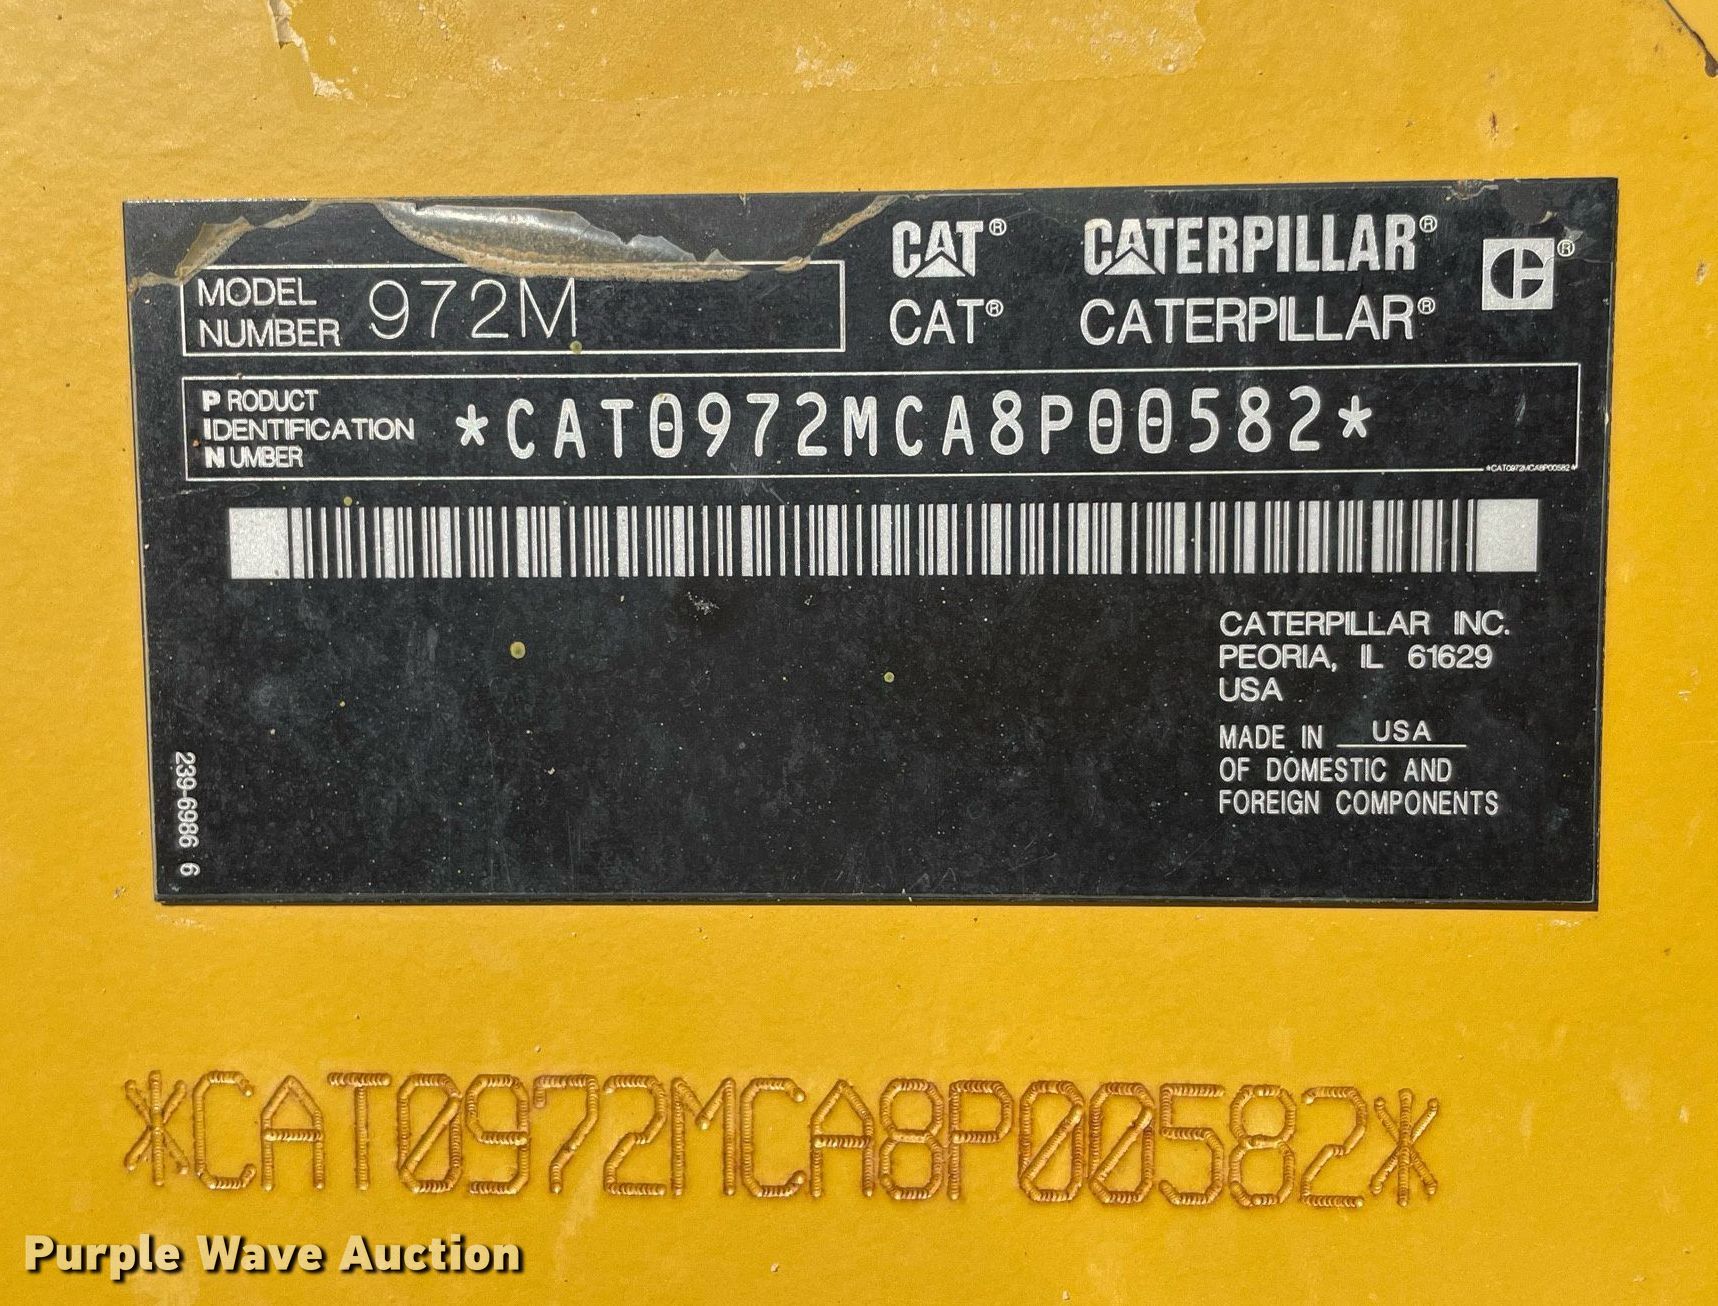 CAT® CATERPILLAR®
CAT® CATERPILLAR®
MODEL NUMBER 972M
PRODUCT IDENTIFICATION NUMBER *CAT0972MCA8P00582*
*CAT0972MCA8P00582*
CATERPILLAR INC.
PEORIA, IL 61629
USA
MADE IN USA
OF DOMESTIC AND
FOREIGN COMPONENTS
239-6986 6
*CAT0972MCA8P00582*
Purple Wave Auction